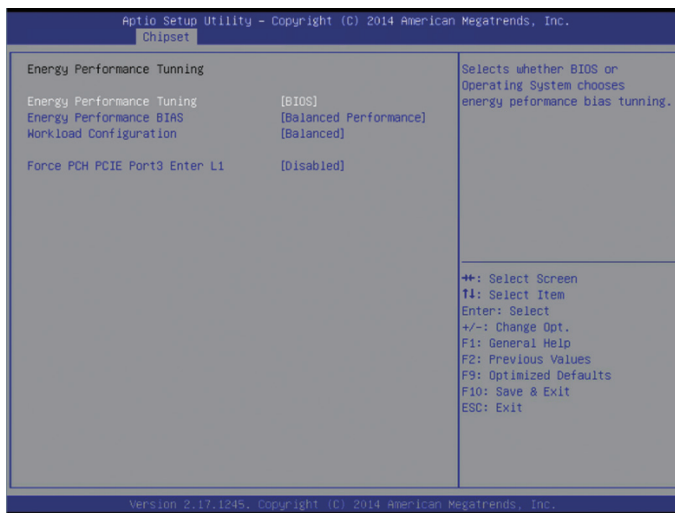 Aptio Setup Utility – Copyright (C) 2014 American Megatrends, Inc.
Chipset
Energy Performance Tunning
Energy Performance Tuning [BIOS]
Energy Performance BIAS [Balanced Performance]
Workload Configuration [Balanced]
Force PCH PCIE Port3 Enter L1 [Disabled]
Selects whether BIOS or
Operating System chooses
energy peformance bias tunning.
→←: Select Screen
↑↓: Select Item
Enter: Select
+/-: Change Opt.
F1: General Help
F2: Previous Values
F9: Optimized Defaults
F10: Save & Exit
ESC: Exit
Version 2.17.1245. Copyright (C) 2014 American Megatrends, Inc.